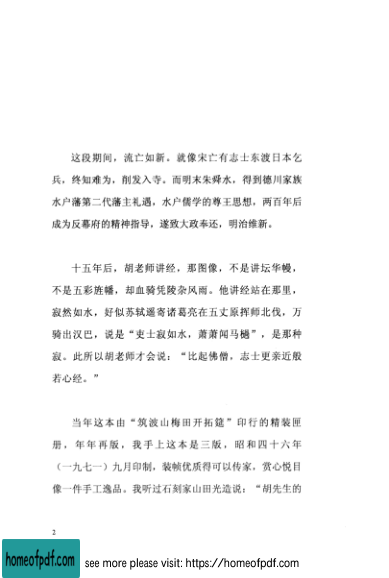 这段期间，流亡如新。就像宋亡有志士东渡日本乞
兵，终知难为，削发入寺。而明末朱舜水，得到德川家族
水户藩第二代藩主礼遇，水户儒学的尊王思想，两百年后
成为反幕府的精神指导，遂致大政奉还，明治维新。
十五年后，胡老师讲经，那图像，不是讲坛华幔，
不是五彩旌幡，却血骑凭陵杂风雨。他讲经站在那里，
寂然如水，好似苏轼遥寄诸葛亮在五丈原挥师北伐，万
骑出汉巴，说是“吏士寂如水，萧萧闻马檛”，是那种
寂。此所以胡老师才会说：“比起佛僧，志士更亲近般
若心经。”
当年这本由“筑波山梅田开拓筵”印行的精装匣
册，年年再版，我手上这本是三版，昭和四十六年
（一九七一）九月印制，装帧优质得可以传家，赏心悦目
像一件手工逸品。我听过石刻家山田光造说：“胡先生的
2
homeofpdf.com
see more please visit: https://homeofpdf.com